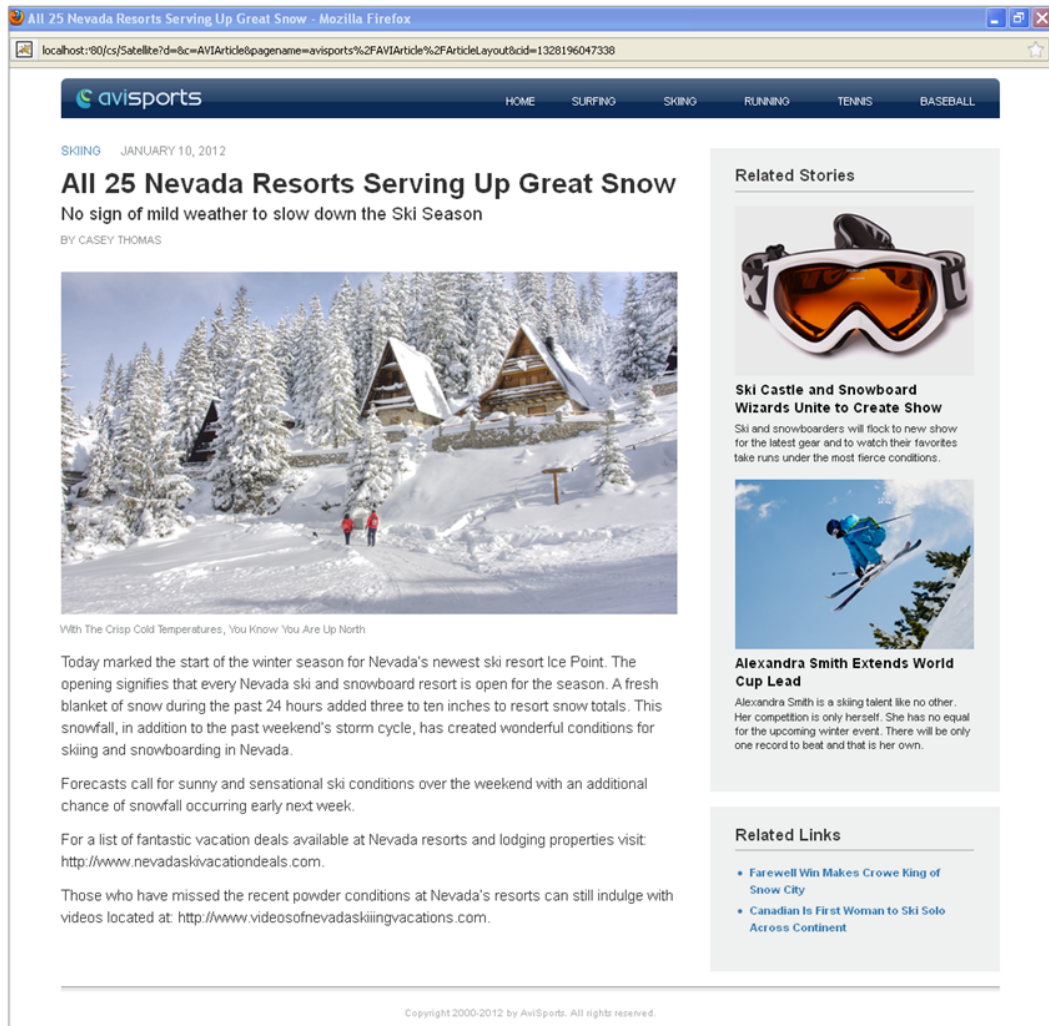 All 25 Nevada Resorts Serving Up Great Snow - Mozilla Firefox
localhost:'80/cs/Satellite?d=&c=AVIArticle&pagename=avisports%2FAVIArticle%2FArticleLayout&cid=1328196047338
avisports
HOME SURFING SKIING RUNNING TENNIS BASEBALL
SKIING JANUARY 10, 2012
All 25 Nevada Resorts Serving Up Great Snow
No sign of mild weather to slow down the Ski Season
BY CASEY THOMAS
With The Crisp Cold Temperatures, You Know You Are Up North
Today marked the start of the winter season for Nevada's newest ski resort Ice Point. The
opening signifies that every Nevada ski and snowboard resort is open for the season. A fresh
blanket of snow during the past 24 hours added three to ten inches to resort snow totals. This
snowfall, in addition to the past weekend's storm cycle, has created wonderful conditions for
skiing and snowboarding in Nevada.
Forecasts call for sunny and sensational ski conditions over the weekend with an additional
chance of snowfall occurring early next week.
For a list of fantastic vacation deals available at Nevada resorts and lodging properties visit:
http://www.nevadaskivacationdeals.com.
Those who have missed the recent powder conditions at Nevada's resorts can still indulge with
videos located at: http://www.videosofnevadaskiiingvacations.com.
Related Stories
Ski Castle and Snowboard
Wizards Unite to Create Show
Ski and snowboarders will flock to new show
for the latest gear and to watch their favorites
take runs under the most fierce conditions.
Alexandra Smith Extends World
Cup Lead
Alexandra Smith is a skiing talent like no other.
Her competition is only herself. She has no equal
for the upcoming winter event. There will be only
one record to beat and that is her own.
Related Links
• Farewell Win Makes Crowe King of
Snow City
• Canadian Is First Woman to Ski Solo
Across Continent
Copyright 2000-2012 by AviSports. All rights reserved.